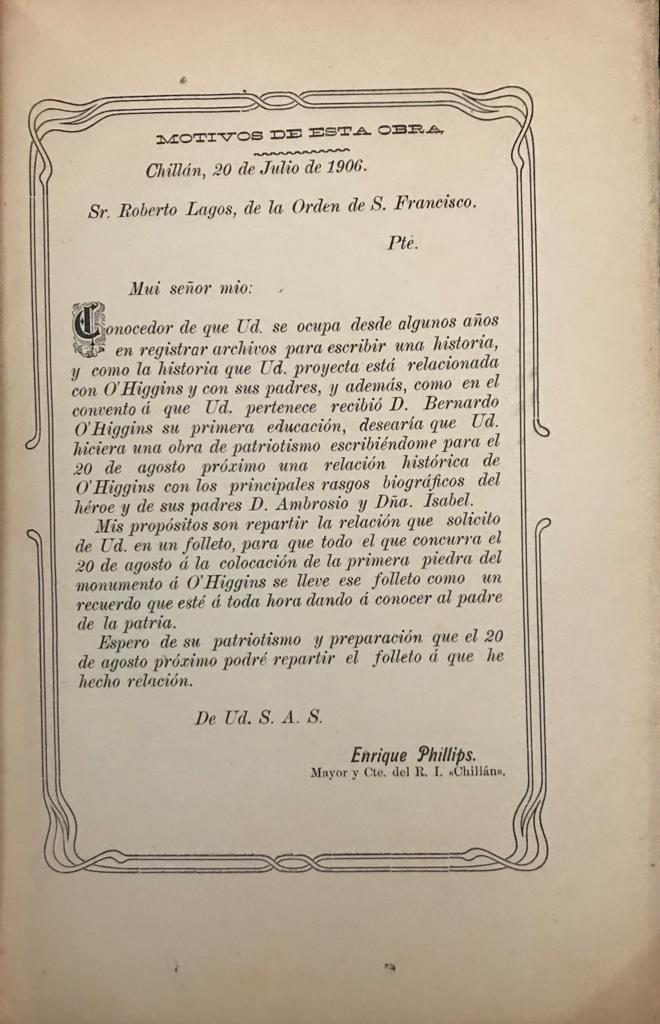 MOTIVOS DE ESTA OBRA
Chillán, 20 de Julio de 1906.
Sr. Roberto Lagos, de la Orden de S. Francisco.
Pte.
Mui señor mio:
Conocedor de que Ud. se ocupa desde algunos años
en registrar archivos para escribir una historia,
y como la historia que Ud. proyecta está relacionada
con O'Higgins y con sus padres, y además, como en el
convento á que Ud. pertenece recibió D. Bernardo
O'Higgins su primera educación, desearía que Ud.
hiciera una obra de patriotismo escribiéndome para el
20 de agosto próximo una relación histórica de
O'Higgins con los principales rasgos biográficos del
héroe y de sus padres D. Ambrosio y Dña. Isabel.
Mis propósitos son repartir la relación que solicito
de Ud. en un folleto, para que todo el que concurra el
20 de agosto á la colocación de la primera piedra del
monumento á O'Higgins se lleve ese folleto como un
recuerdo que esté á toda hora dando á conocer al padre
de la patria.
Espero de su patriotismo y preparación que el 20
de agosto próximo podré repartir el folleto á que he
hecho relación.
De Ud. S. A. S.
Enrique Phillips.
Mayor y Cte. del R. I. «Chillán».